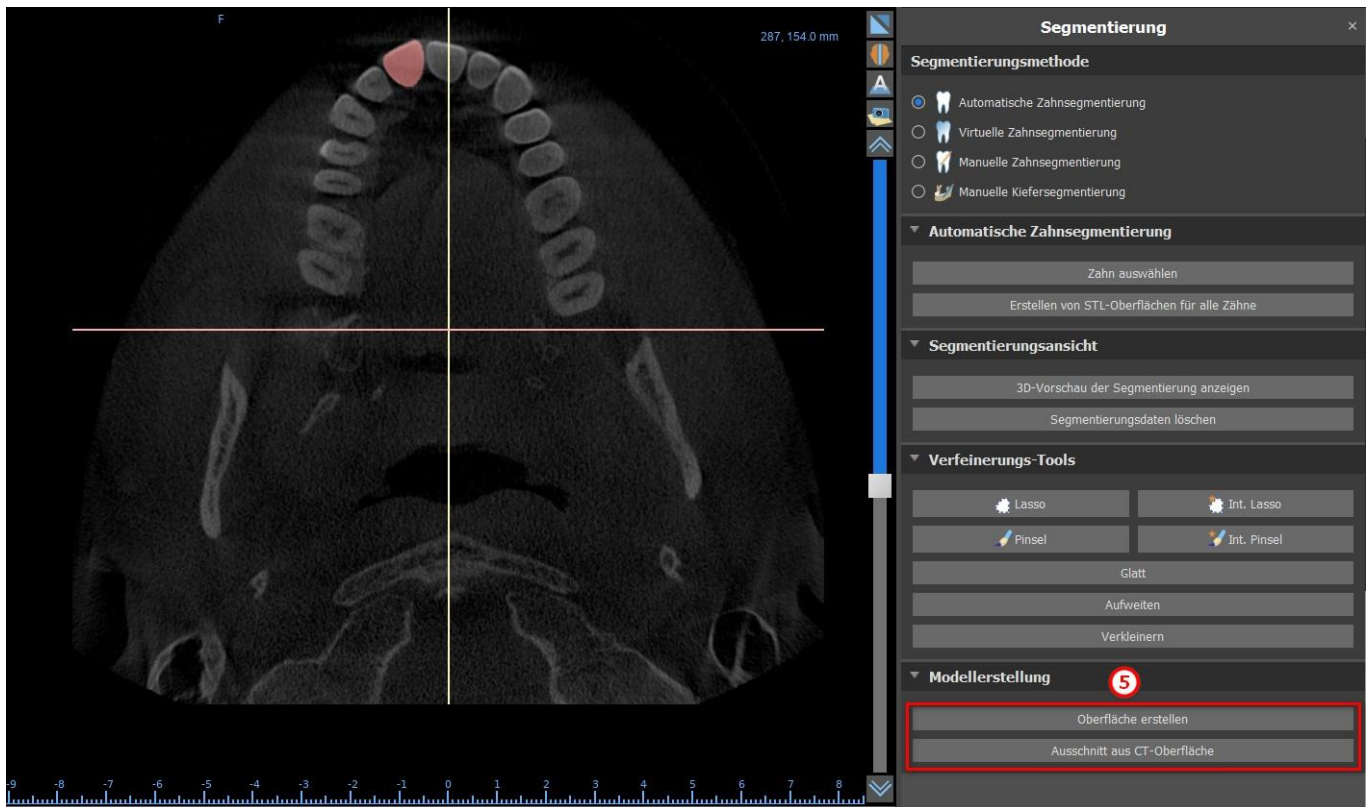 F
287, 154.0 mm
A
-9 -8 -7 -6 -5 -4 -3 -2 -1 0 1 2 3 4 5 6 7 8
Segmentierung ×
Segmentierungsmethode
Automatische Zahnsegmentierung
Virtuelle Zahnsegmentierung
Manuelle Zahnsegmentierung
Manuelle Kiefersegmentierung
Automatische Zahnsegmentierung
Zahn auswählen
Erstellen von STL-Oberflächen für alle Zähne
Segmentierungsansicht
3D-Vorschau der Segmentierung anzeigen
Segmentierungsdaten löschen
Verfeinerungs-Tools
Lasso Int. Lasso
Pinsel Int. Pinsel
Glatt
Aufweiten
Verkleinern
Modellerstellung 5
Oberfläche erstellen
Ausschnitt aus CT-Oberfläche